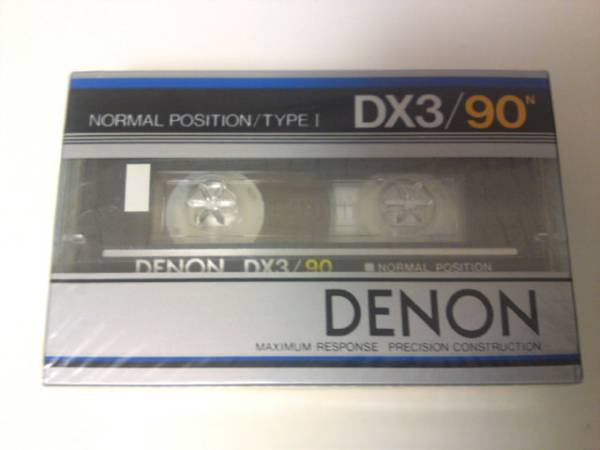 NORMAL POSITION/TYPE I DX3/90N
DENON DX3/90 NORMAL POSITION
DENON
MAXIMUM RESPONSE PRECISION CONSTRUCTION